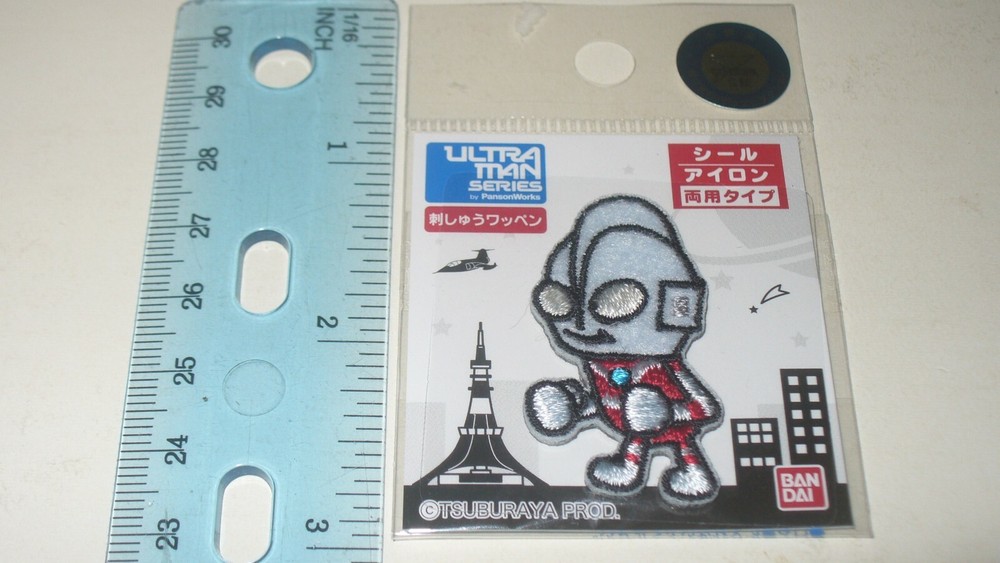 30
29
28
27
26
25
24
23
INCH
1/16
1
2
3
ULTRA
MAN
SERIES
by PansonWorks
刺しゅうワッペン
シール
アイロン
両用タイプ
BAN
DAI
©TSUBURAYA PROD.